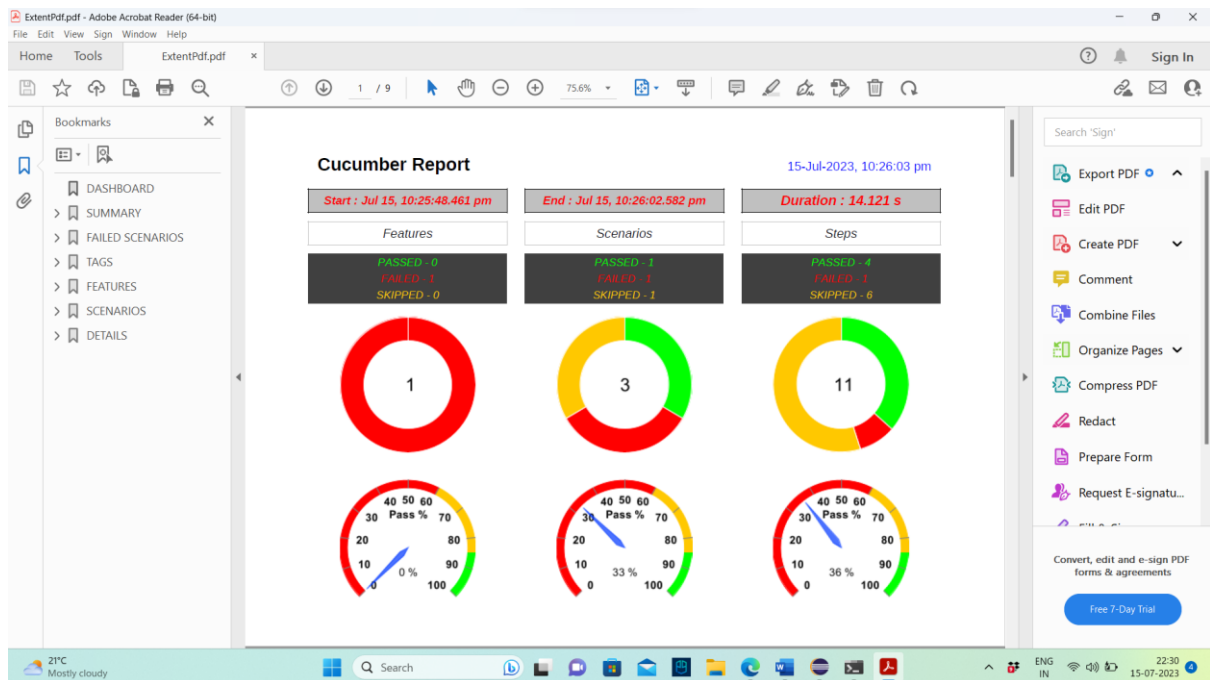 ExtentPdf.pdf - Adobe Acrobat Reader (64-bit)
File Edit View Sign Window Help
Home Tools ExtentPdf.pdf × Sign In
1 / 9 75.6%
Bookmarks
DASHBOARD
SUMMARY
FAILED SCENARIOS
TAGS
FEATURES
SCENARIOS
DETAILS
Cucumber Report 15-Jul-2023, 10:26:03 pm
Start : Jul 15, 10:25:48.461 pm End : Jul 15, 10:26:02.582 pm Duration : 14.121 s
Features Scenarios Steps
PASSED - 0 PASSED - 1 PASSED - 4
FAILED - 1 FAILED - 1 FAILED - 1
SKIPPED - 0 SKIPPED - 1 SKIPPED - 6
1 3 11
0 10 20 30 40 50 60 70 80 90 100
Pass %
0 %
0 10 20 30 40 50 60 70 80 90 100
Pass %
33 %
0 10 20 30 40 50 60 70 80 90 100
Pass %
36 %
Search 'Sign'
Export PDF
Edit PDF
Create PDF
Comment
Combine Files
Organize Pages
Compress PDF
Redact
Prepare Form
Request E-signatu...
Convert, edit and e-sign PDF
forms & agreements
Free 7-Day Trial
21°C
Mostly cloudy
Search
ENG
IN
22:30
15-07-2023
4